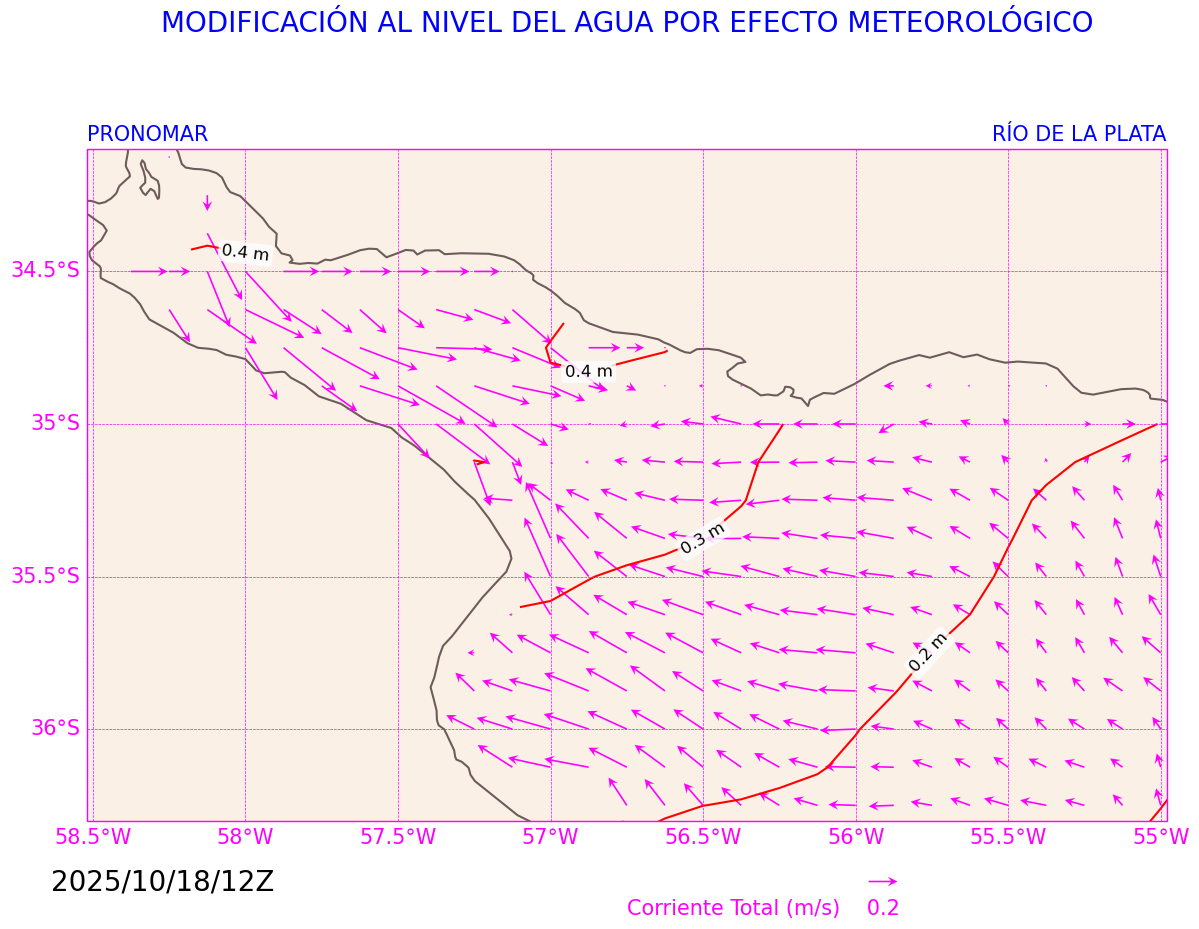 MODIFICACIÓN AL NIVEL DEL AGUA POR EFECTO METEOROLÓGICO
PRONOMAR
RÍO DE LA PLATA
0.4 m
34.5°S
0.4 m
35°S
0.3 m
35.5°S
0.2 m
36°S
58.5°W
58°W
57.5°W
57°W
56.5°W
56°W
55.5°W
55°W
2025/10/18/12Z
Corriente Total (m/s)
0.2